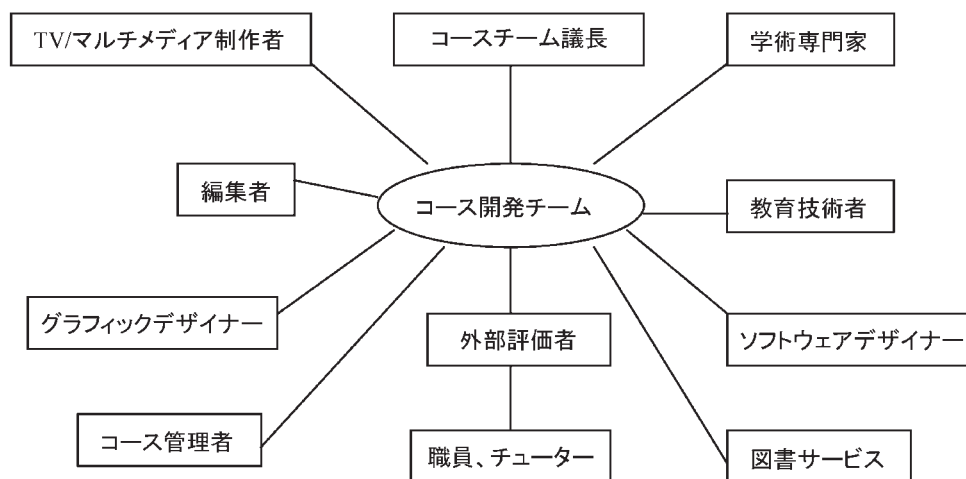 TV/マルチメディア制作者
コースチーム議長
学術専門家
編集者
コース開発チーム
教育技術者
グラフィックデザイナー
外部評価者
ソフトウェアデザイナー
コース管理者
職員、チューター
図書サービス